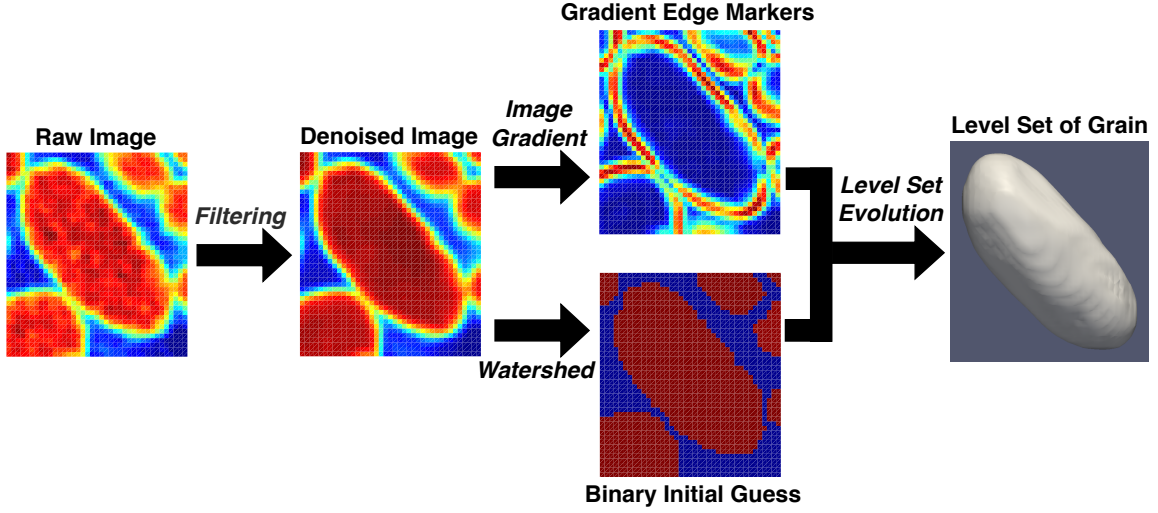 Gradient Edge Markers
Raw Image
Filtering
Denoised Image
Image
Gradient
Watershed
Binary Initial Guess
Level Set
Evolution
Level Set of Grain